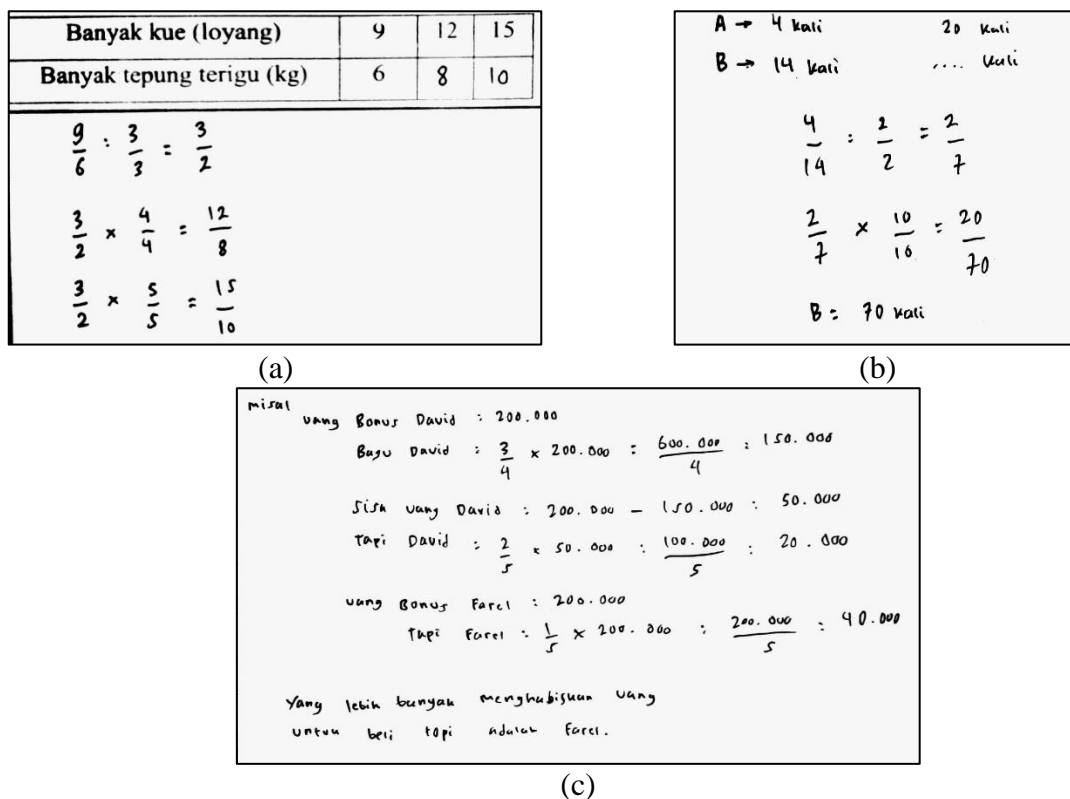 Banyak kue (loyang) 9 12 15
Banyak tepung terigu (kg) 6 8 10
9/6 : 3/3 = 3/2
3/2 × 4/4 = 12/8
3/2 × 5/5 = 15/10
(a)
A → 4 kali 20 kali
B → 14 kali .... kali
4/14 : 2/2 = 2/7
2/7 × 10/10 = 20/70
B = 70 kali
(b)
misal
uang Bonus David : 200.000
Baju David : 3/4 × 200.000 = 600.000/4 : 150.000
Sisa uang David : 200.000 – 150.000 : 50.000
Tapi David : 2/5 × 50.000 : 100.000/5 : 20.000
uang Bonus Farel : 200.000
Tapi Farel : 1/5 × 200.000 : 200.000/5 : 40.000
Yang lebih banyak menghabiskan uang
untuk beli topi adalah Farel.
(c)